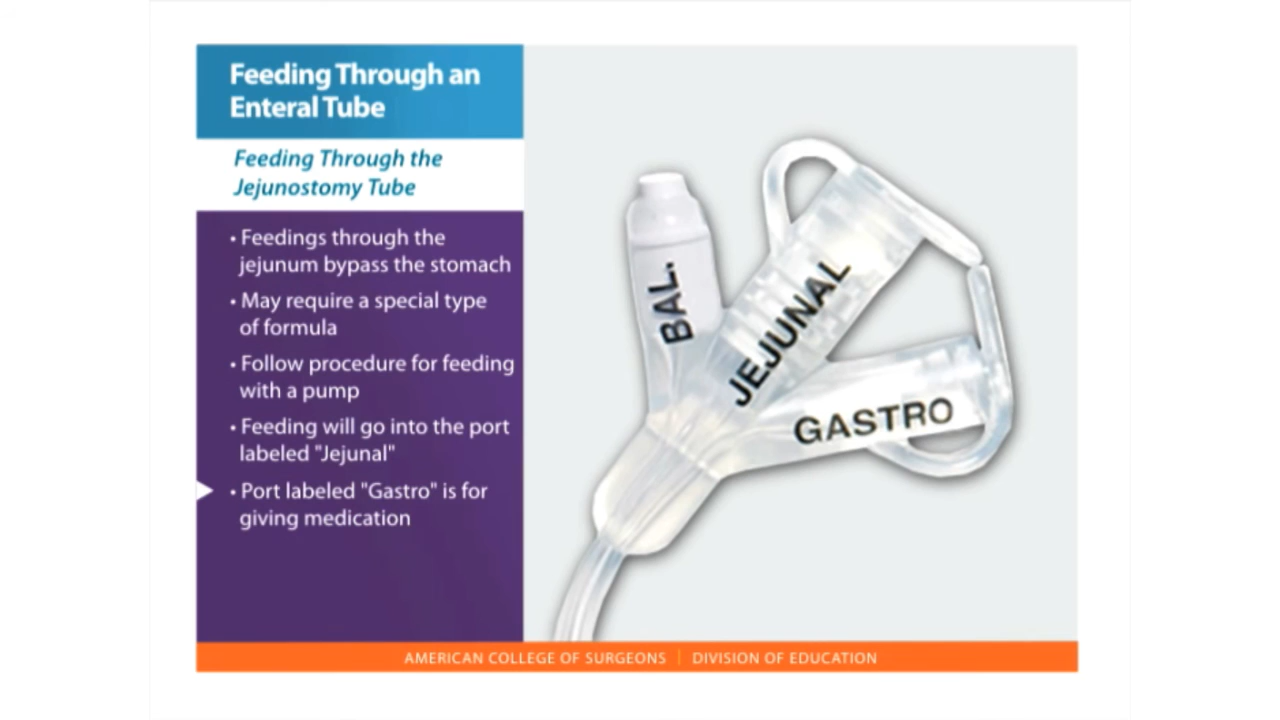 Feeding Through an
Enteral Tube
Feeding Through the
Jejunostomy Tube
• Feedings through the
jejunum bypass the stomach
• May require a special type
of formula
• Follow procedure for feeding
with a pump
• Feeding will go into the port
labeled "Jejunal"
• Port labeled "Gastro" is for
giving medication
BAL.
JEJUNAL
GASTRO
AMERICAN COLLEGE OF SURGEONS | DIVISION OF EDUCATION